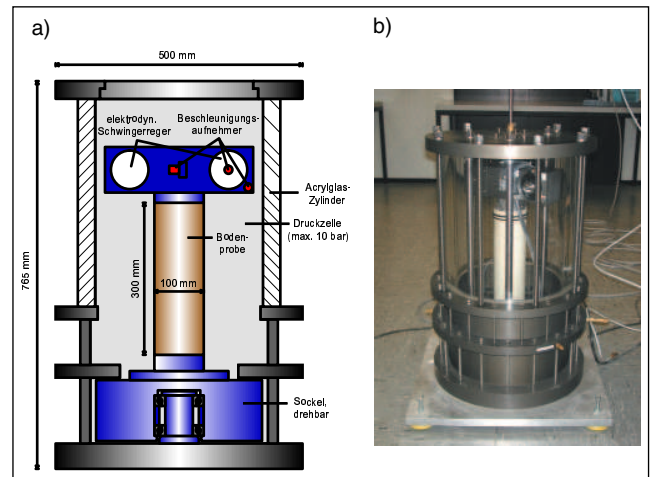 a)
b)
500 mm
elektrodyn.
Schwingerreger
Beschleunigungs-
aufnehmer
Acrylglas-
Zylinder
Druckzelle
(max. 10 bar)
Boden-
probe
765 mm
300 mm
100 mm
Sockel,
drehbar